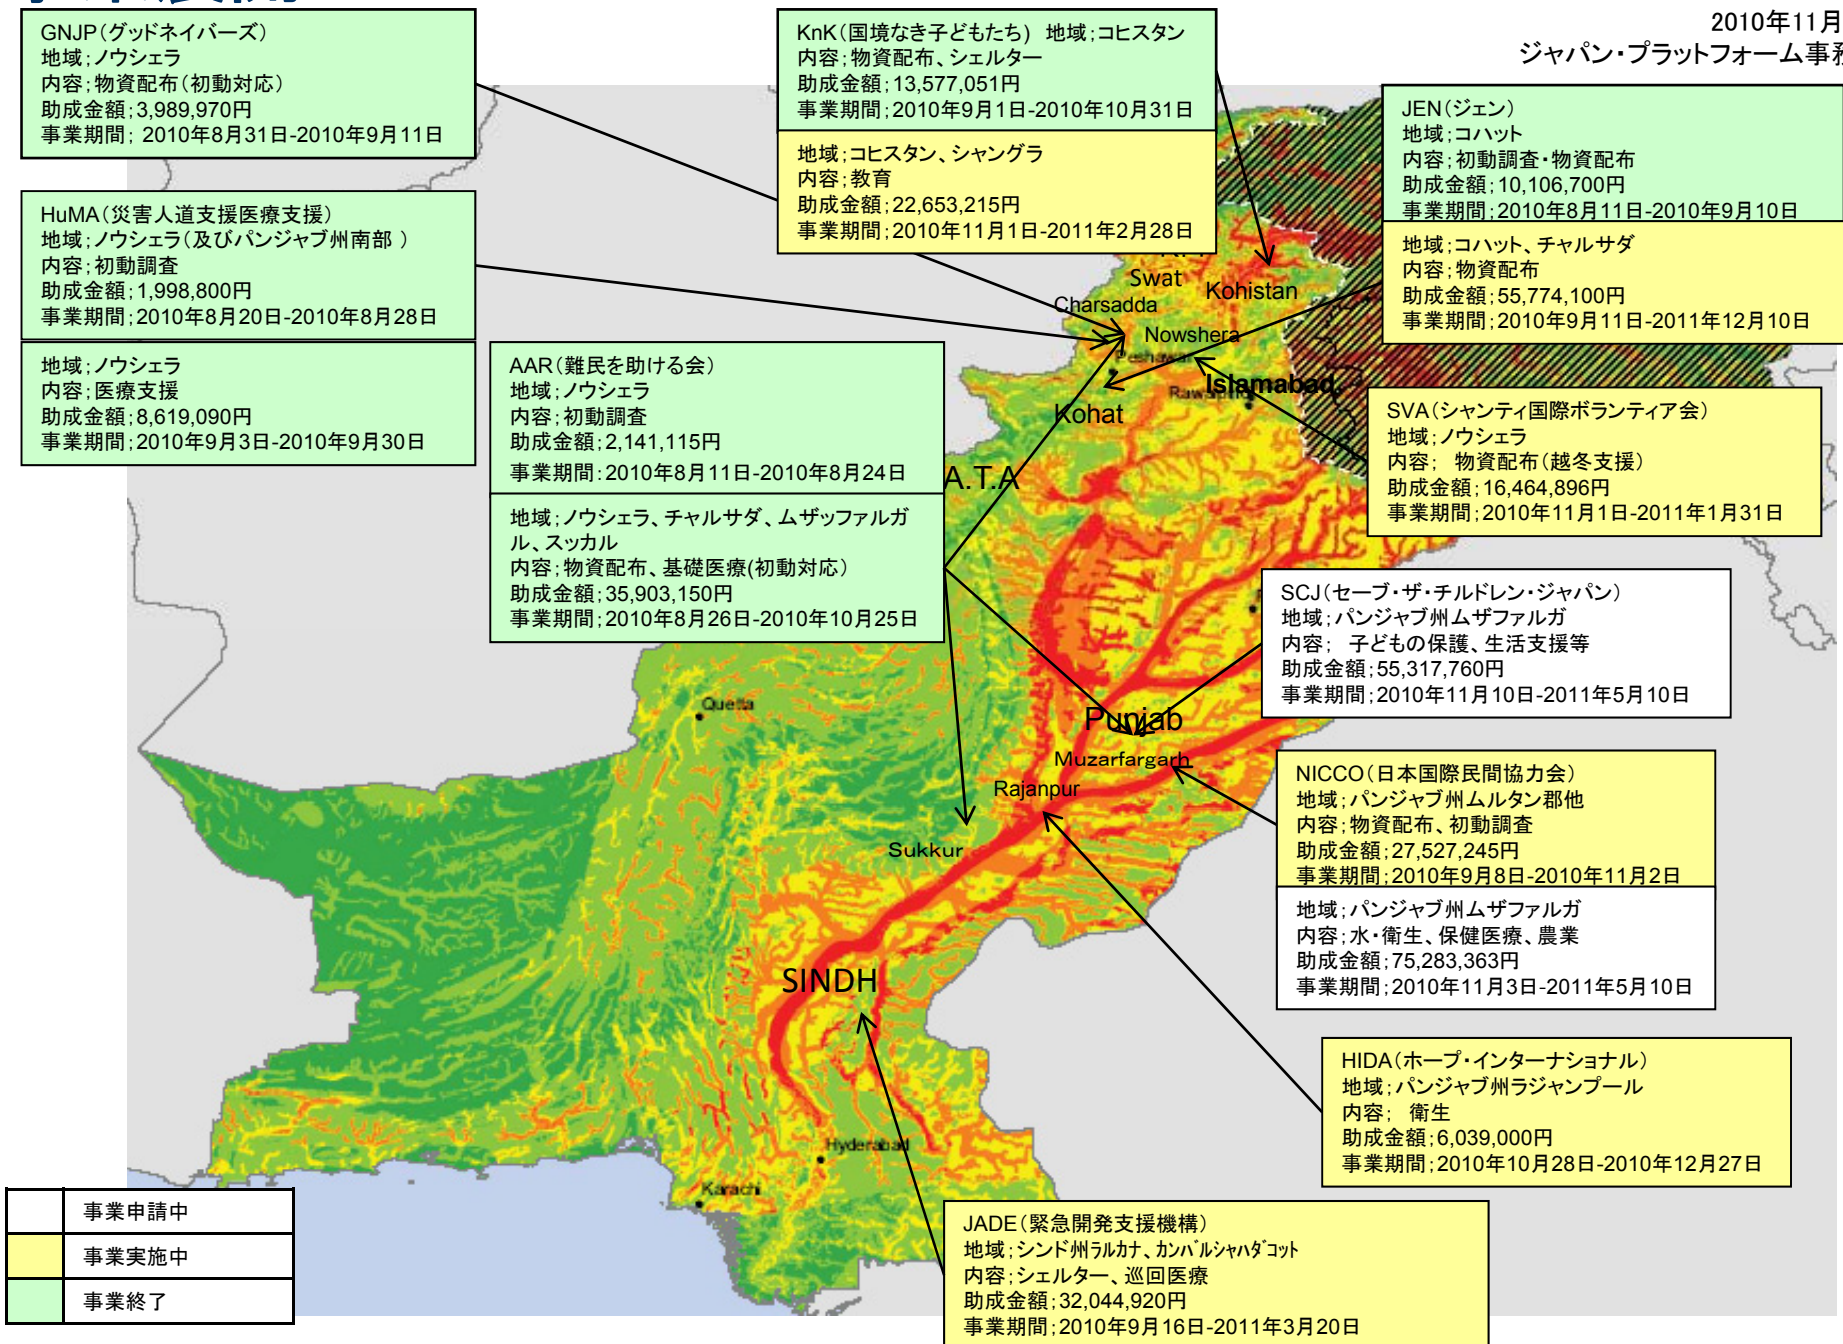 2010年11月
ジャパン・プラットフォーム事務
GNJP(グッドネイバーズ)
地域;ノウシェラ
内容;物資配布(初動対応)
助成金額;3,989,970円
事業期間; 2010年8月31日-2010年9月11日
KnK(国境なき子どもたち) 地域;コヒスタン
内容;物資配布、シェルター
助成金額;13,577,051円
事業期間;2010年9月1日-2010年10月31日
地域;コヒスタン、シャングラ
内容;教育
助成金額;22,653,215円
事業期間;2010年11月1日-2011年2月28日
JEN(ジェン)
地域;コハット
内容;初動調査・物資配布
助成金額;10,106,700円
事業期間;2010年8月11日-2010年9月10日
地域;コハット、チャルサダ
内容;物資配布
助成金額;55,774,100円
事業期間;2010年9月11日-2011年12月10日
HuMA(災害人道支援医療支援)
地域;ノウシェラ(及びパンジャブ州南部 )
内容;初動調査
助成金額;1,998,800円
事業期間;2010年8月20日-2010年8月28日
地域;ノウシェラ
内容;医療支援
助成金額;8,619,090円
事業期間;2010年9月3日-2010年9月30日
AAR(難民を助ける会)
地域;ノウシェラ
内容;初動調査
助成金額;2,141,115円
事業期間:2010年8月11日-2010年8月24日
地域;ノウシェラ、チャルサダ、ムザッファルガ
ル、スッカル
内容;物資配布、基礎医療(初動対応)
助成金額;35,903,150円
事業期間;2010年8月26日-2010年10月25日
Swat
Kohistan
Charsadda
Nowshera
Peshawar
Islamabad
Kohat
A.T.A
SVA(シャンティ国際ボランティア会)
地域;ノウシェラ
内容; 物資配布(越冬支援)
助成金額;16,464,896円
事業期間;2010年11月1日-2011年1月31日
SCJ(セーブ・ザ・チルドレン・ジャパン)
地域;パンジャブ州ムザファルガ
内容; 子どもの保護、生活支援等
助成金額;55,317,760円
事業期間;2010年11月10日-2011年5月10日
Quetta
Punjab
Muzarfargarh
Rajanpur
Sukkur
NICCO(日本国際民間協力会)
地域;パンジャブ州ムルタン郡他
内容;物資配布、初動調査
助成金額;27,527,245円
事業期間;2010年9月8日-2010年11月2日
地域;パンジャブ州ムザファルガ
内容;水・衛生、保健医療、農業
助成金額;75,283,363円
事業期間;2010年11月3日-2011年5月10日
SINDH
HIDA(ホープ・インターナショナル)
地域;パンジャブ州ラジャンプール
内容; 衛生
助成金額;6,039,000円
事業期間;2010年10月28日-2010年12月27日
Hyderabad
Karachi
JADE(緊急開発支援機構)
地域;シンド州ラルカナ、カンバルシャハダコット
内容;シェルター、巡回医療
助成金額;32,044,920円
事業期間;2010年9月16日-2011年3月20日
事業申請中
事業実施中
事業終了